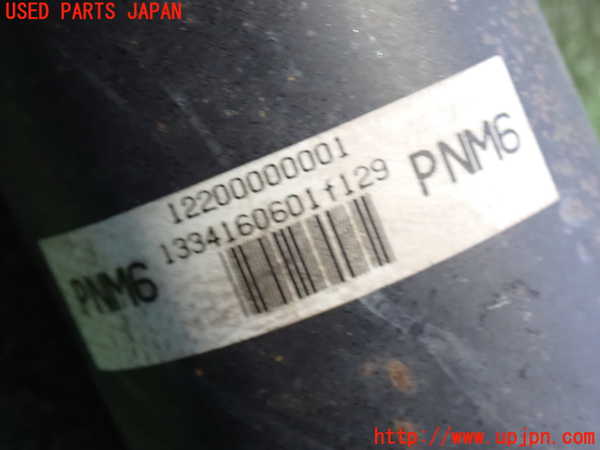 USED PARTS JAPAN
12200000001
1334160601t129
PNM6
PNM6
http://www.upjpn.com